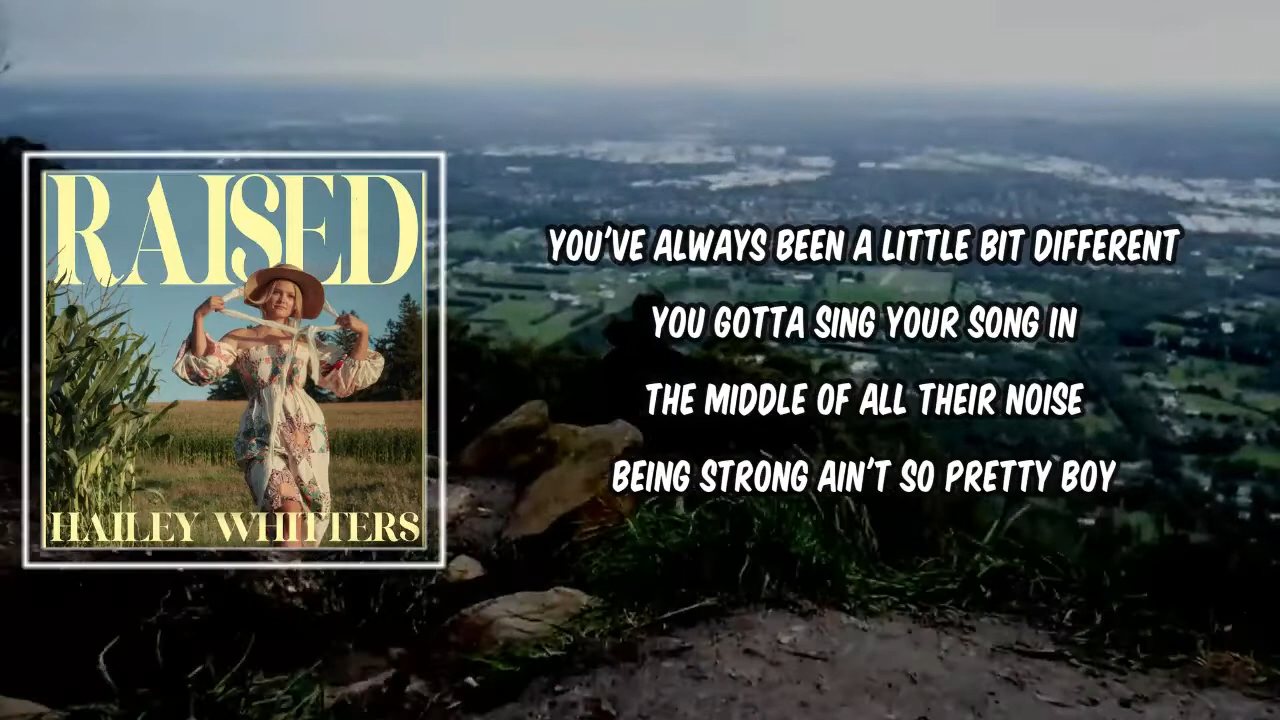 RAISED
HAILEY WHITTERS
YOU'VE ALWAYS BEEN A LITTLE BIT DIFFERENT
YOU GOTTA SING YOUR SONG IN
THE MIDDLE OF ALL THEIR NOISE
BEING STRONG AIN'T SO PRETTY BOY